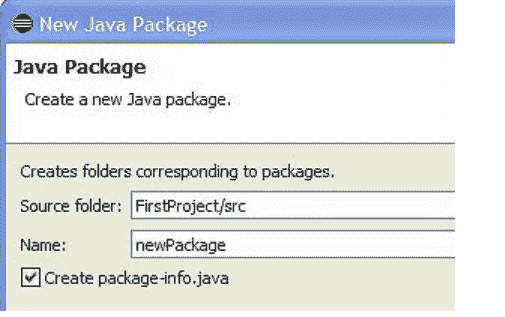 New Java Package
Java Package
Create a new Java package.
Creates folders corresponding to packages.
Source folder: FirstProject/src
Name: newPackage
Create package-info.java